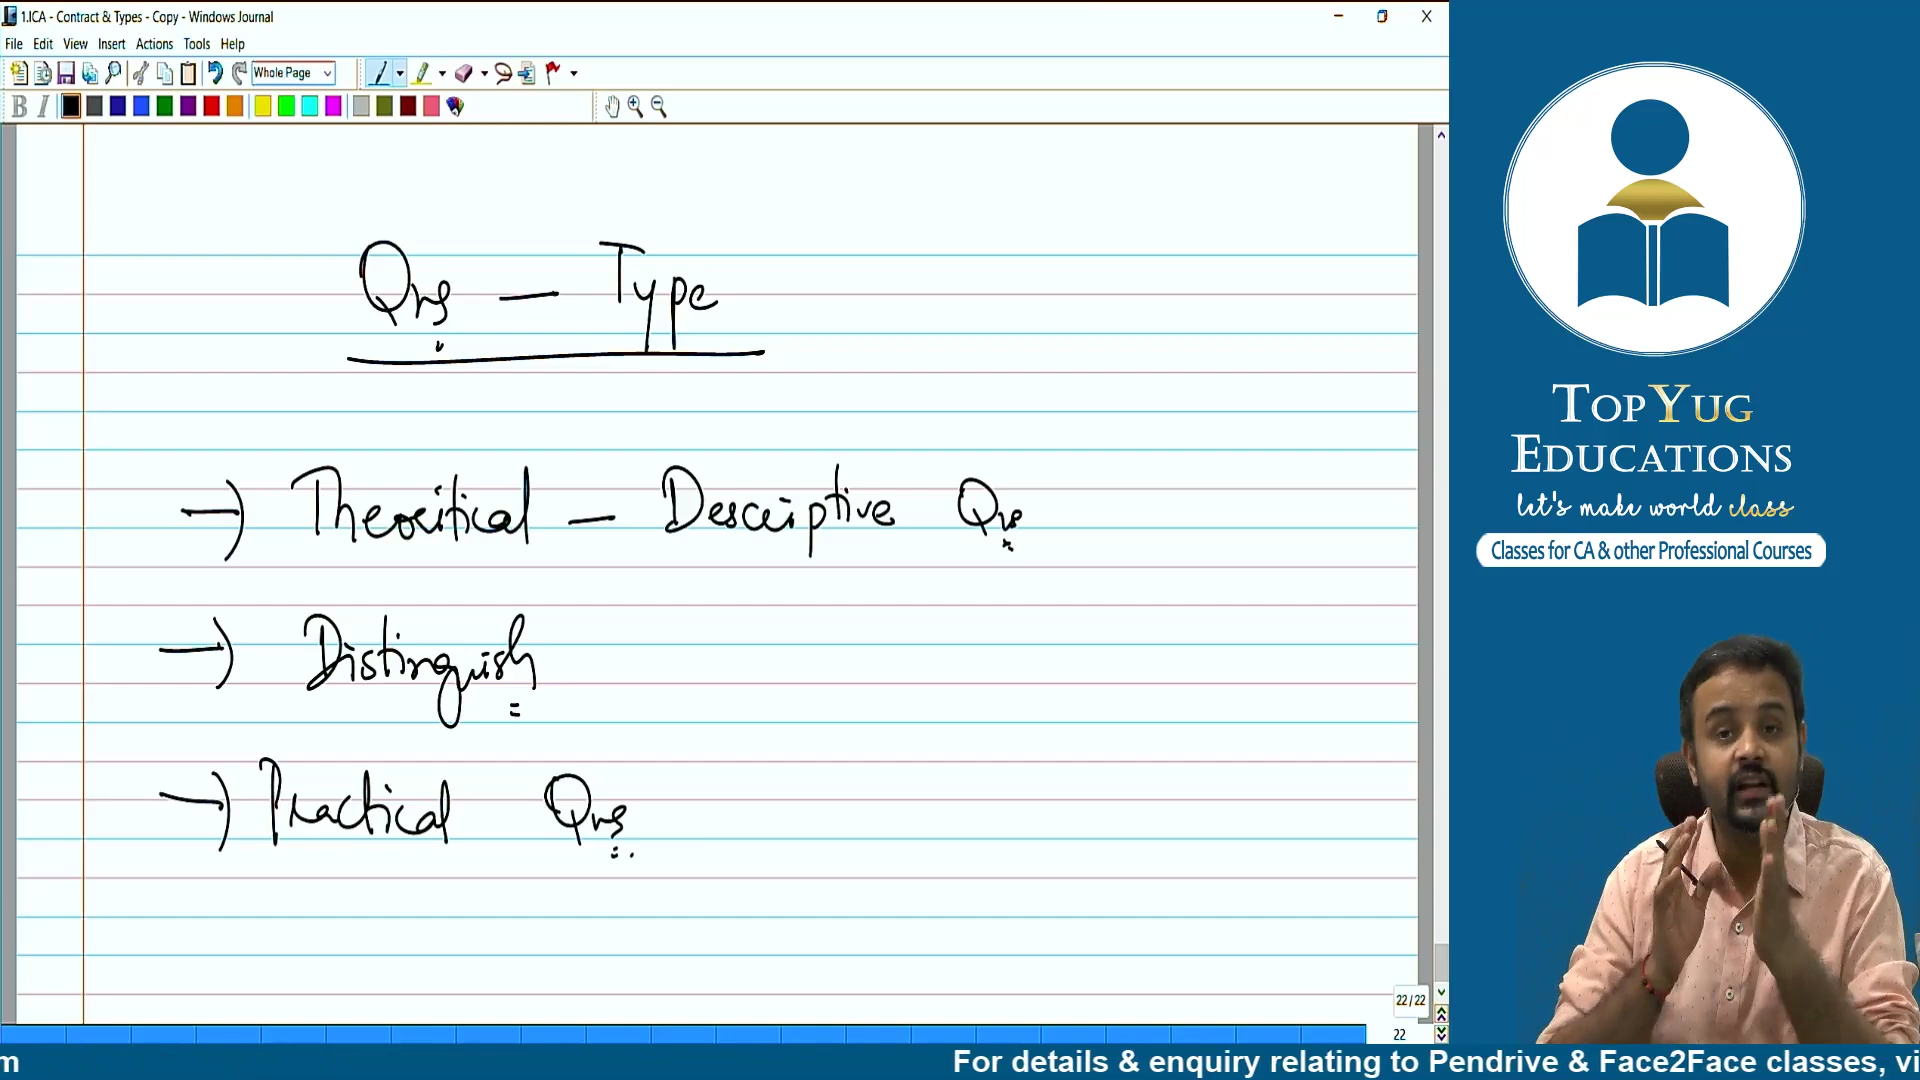 1.ICA - Contract & Types - Copy - Windows Journal
File Edit View Insert Actions Tools Help
Whole Page
B I
Qns — Type
→ Theoritical — Descriptive Qns
→ Distinguish
→ Practical Qns
22 / 22
22
TOPYUG
EDUCATIONS
let's make world class
Classes for CA & other Professional Courses
m For details & enquiry relating to Pendrive & Face2Face classes, vi